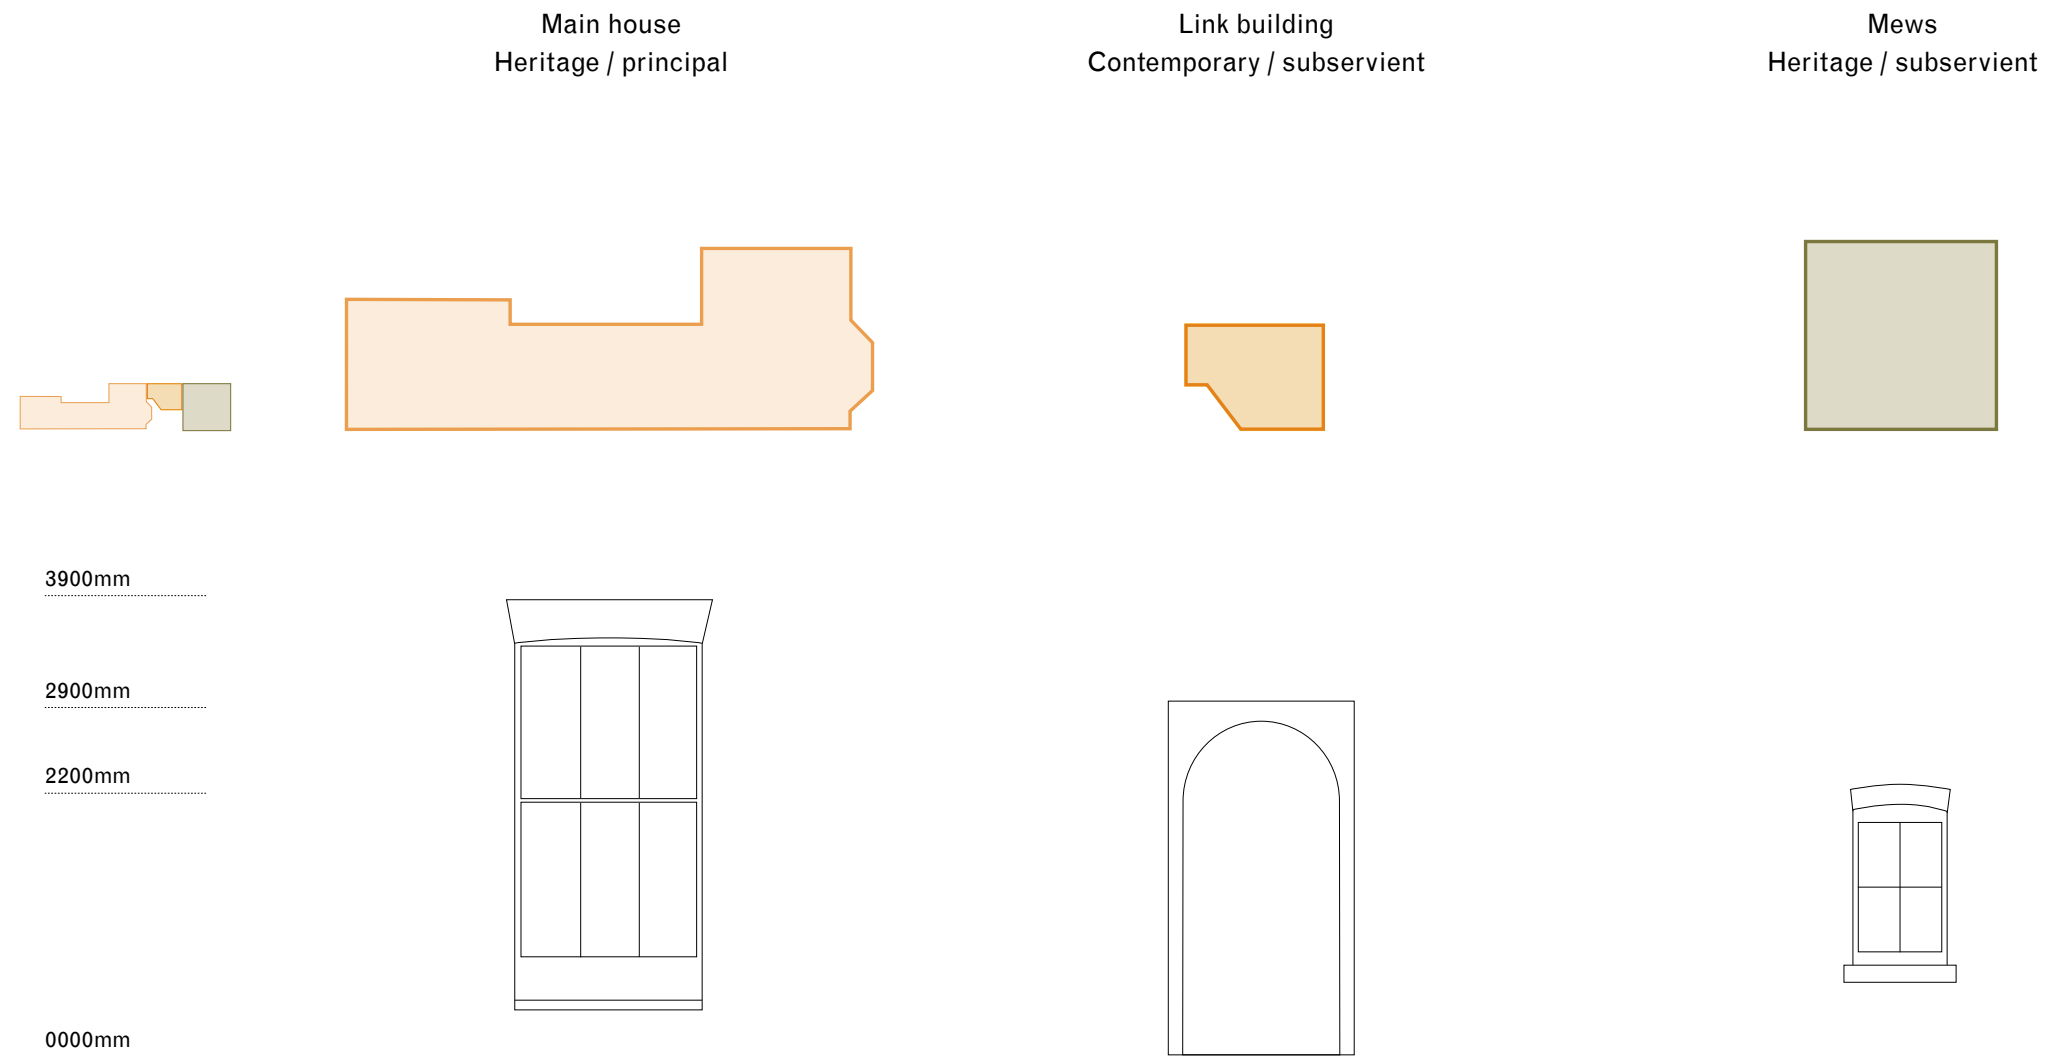 Main house
Heritage / principal
Link building
Contemporary / subservient
Mews
Heritage / subservient
3900mm
2900mm
2200mm
0000mm